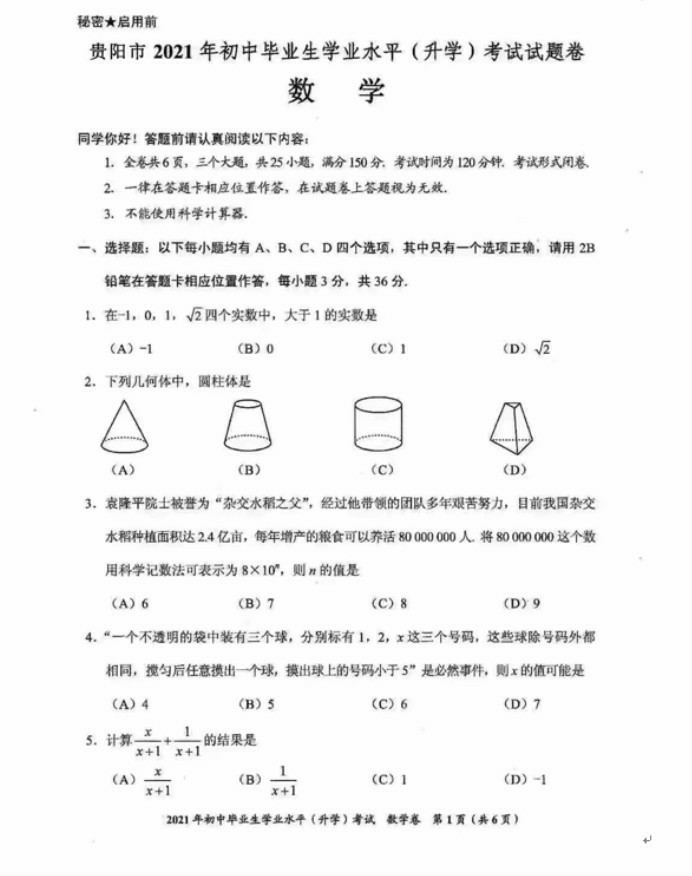 秘密★启用前
贵阳市 2021 年初中毕业生学业水平（升学）考试试题卷
数 学
同学你好！答题前请认真阅读以下内容：
1. 全卷共6页，三个大题，共25小题，满分150分. 考试时间为120分钟. 考试形式闭卷.
2. 一律在答题卡相应位置作答，在试题卷上答题视为无效.
3. 不能使用科学计算器.
一、选择题：以下每小题均有 A、B、C、D 四个选项，其中只有一个选项正确，请用 2B
铅笔在答题卡相应位置作答，每小题 3 分，共 36 分.
1. 在-1，0，1，√2 四个实数中，大于 1 的实数是
（A）-1 （B）0 （C）1 （D）√2
2. 下列几何体中，圆柱体是
（A） （B） （C） （D）
3. 袁隆平院士被誉为“杂交水稻之父”，经过他带领的团队多年艰苦努力，目前我国杂交
水稻种植面积达 2.4 亿亩，每年增产的粮食可以养活 80 000 000 人. 将 80 000 000 这个数
用科学记数法可表示为 8×10ⁿ，则 n 的值是
（A）6 （B）7 （C）8 （D）9
4. “一个不透明的袋中装有三个球，分别标有 1，2，x 这三个号码，这些球除号码外都
相同，搅匀后任意摸出一个球，摸出球上的号码小于 5”是必然事件，则 x 的值可能是
（A）4 （B）5 （C）6 （D）7
5. 计算 x/(x+1) + 1/(x+1) 的结果是
（A）x/(x+1) （B）1/(x+1) （C）1 （D）-1
2021 年初中毕业生学业水平（升学）考试 数学卷 第 1 页（共 6 页）